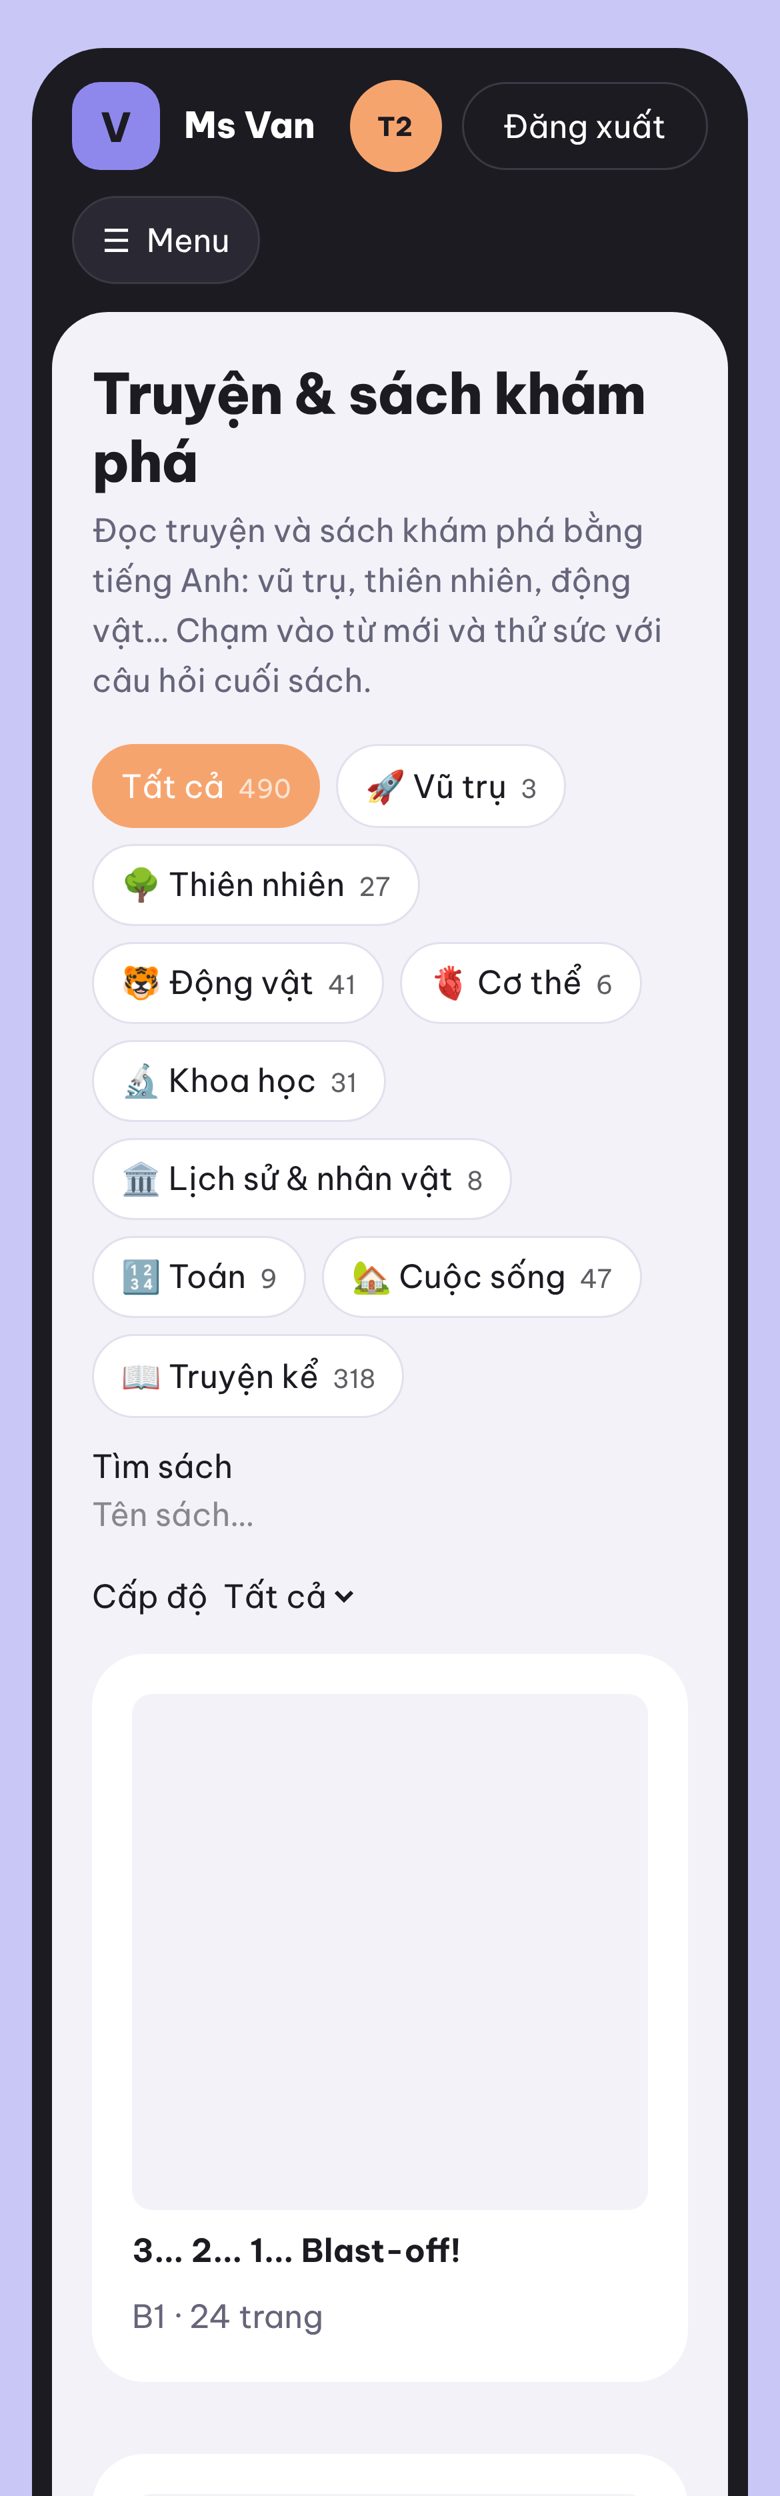 V Ms Van T2 Đăng xuất
☰ Menu
Truyện & sách khám
phá
Đọc truyện và sách khám phá bằng
tiếng Anh: vũ trụ, thiên nhiên, động
vật... Chạm vào từ mới và thử sức với
câu hỏi cuối sách.
Tất cả 490 🚀 Vũ trụ 3
🌳 Thiên nhiên 27
🐯 Động vật 41 🫀 Cơ thể 6
🔬 Khoa học 31
🏛️ Lịch sử & nhân vật 8
🔢 Toán 9 🏡 Cuộc sống 47
📖 Truyện kể 318
Tìm sách
Tên sách...
Cấp độ Tất cả
3... 2... 1... Blast-off!
B1 · 24 trang